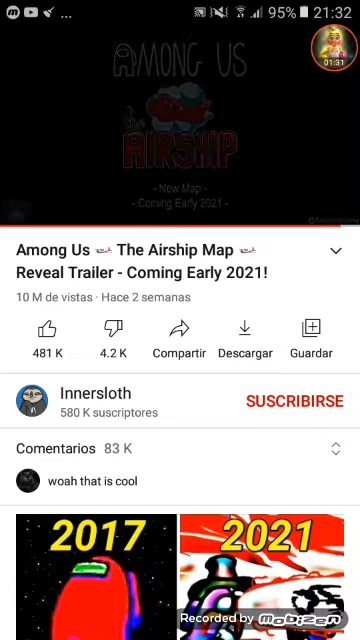 ... 95% 21:32
01:31
AMONG US
the
AIRSHIP
- New Map -
- Coming Early 2021 -
Among Us The Airship Map
Reveal Trailer - Coming Early 2021!
10 M de vistas · Hace 2 semanas
481 K 4.2 K Compartir Descargar Guardar
Innersloth
580 K suscriptores
SUSCRIBIRSE
Comentarios 83 K
woah that is cool
2017 2021
Recorded by mobizen